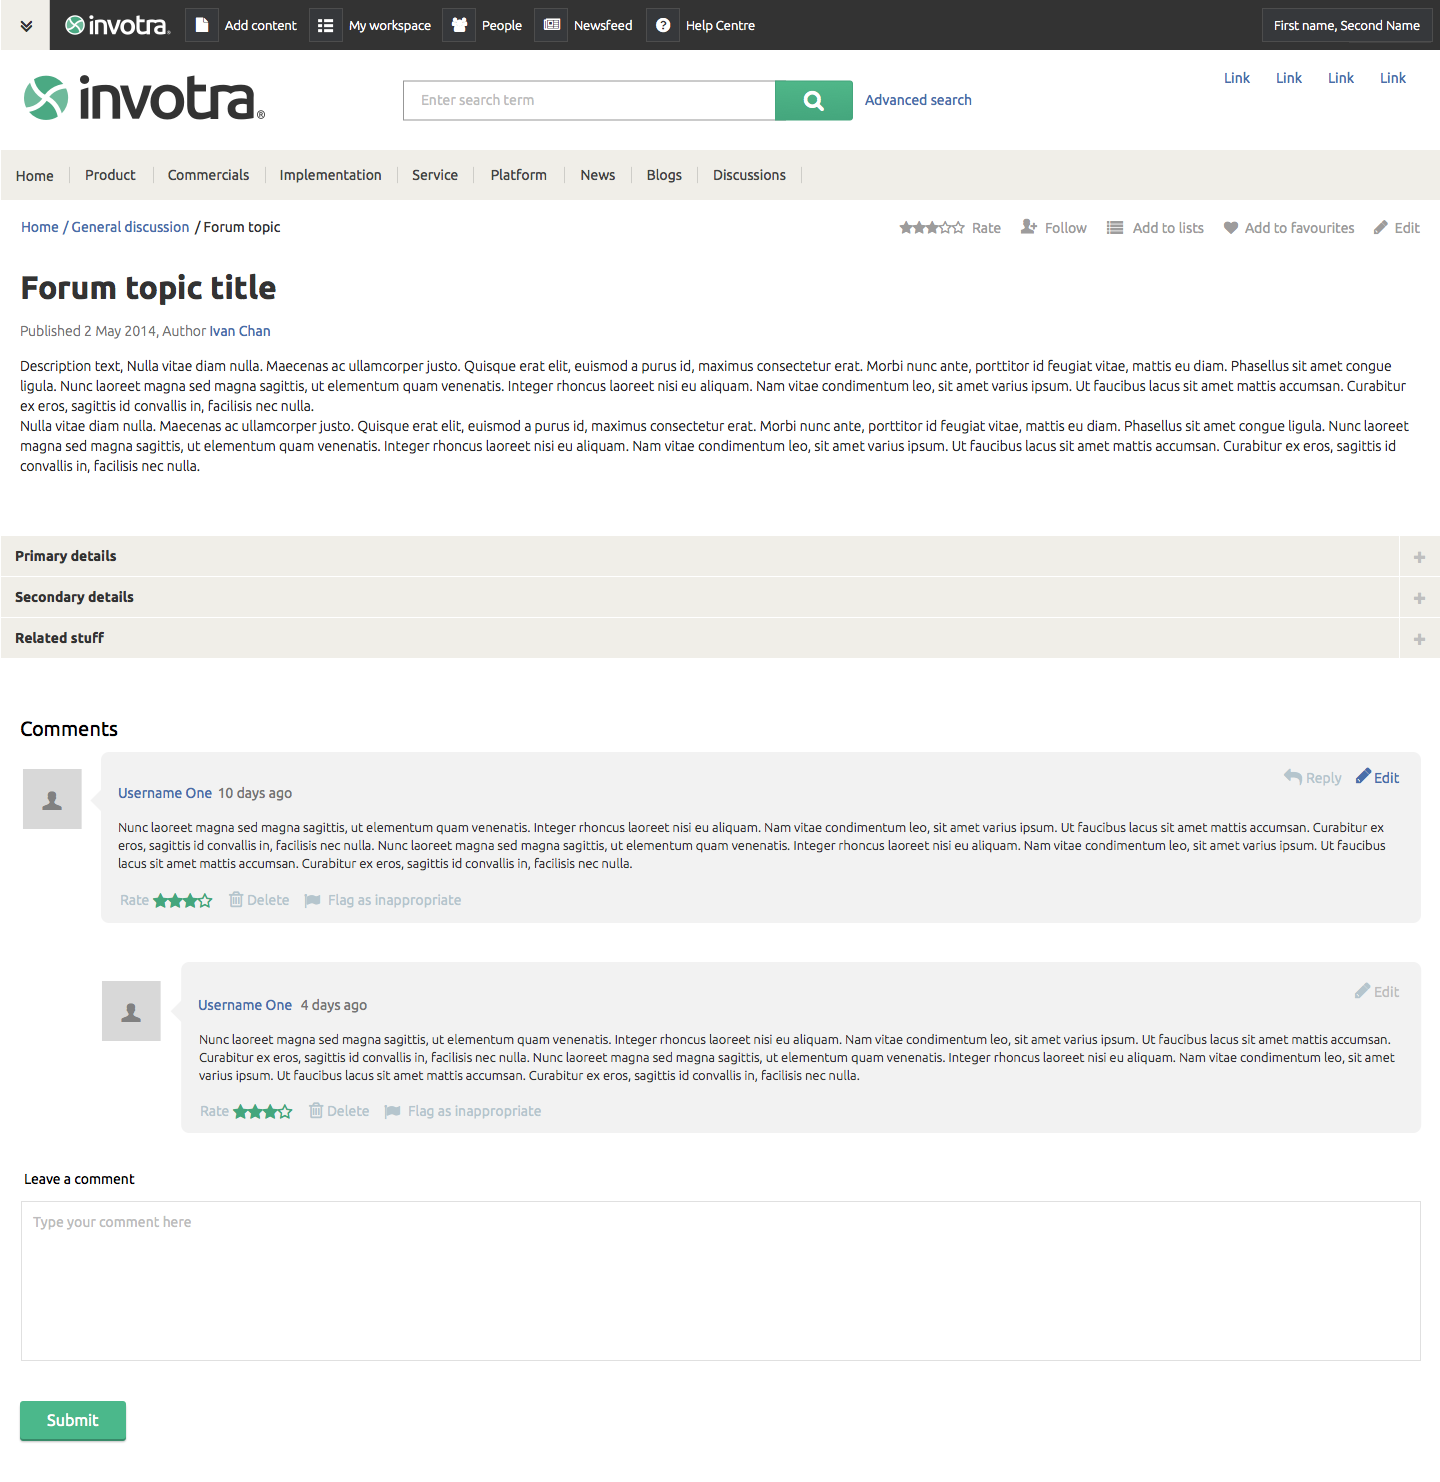 invotra® Add content My workspace People Newsfeed Help Centre First name, Second Name
invotra® Enter search term Advanced search Link Link Link Link
Home Product Commercials Implementation Service Platform News Blogs Discussions
Home / General discussion / Forum topic Rate Follow Add to lists Add to favourites Edit
Forum topic title
Published 2 May 2014, Author Ivan Chan
Description text, Nulla vitae diam nulla. Maecenas ac ullamcorper justo. Quisque erat elit, euismod a purus id, maximus consectetur erat. Morbi nunc ante, porttitor id feugiat vitae, mattis eu diam. Phasellus sit amet congue
ligula. Nunc laoreet magna sed magna sagittis, ut elementum quam venenatis. Integer rhoncus laoreet nisi eu aliquam. Nam vitae condimentum leo, sit amet varius ipsum. Ut faucibus lacus sit amet mattis accumsan. Curabitur
ex eros, sagittis id convallis in, facilisis nec nulla.
Nulla vitae diam nulla. Maecenas ac ullamcorper justo. Quisque erat elit, euismod a purus id, maximus consectetur erat. Morbi nunc ante, porttitor id feugiat vitae, mattis eu diam. Phasellus sit amet congue ligula. Nunc laoreet
magna sed magna sagittis, ut elementum quam venenatis. Integer rhoncus laoreet nisi eu aliquam. Nam vitae condimentum leo, sit amet varius ipsum. Ut faucibus lacus sit amet mattis accumsan. Curabitur ex eros, sagittis id
convallis in, facilisis nec nulla.
Primary details
Secondary details
Related stuff
Comments
Reply Edit
Username One 10 days ago
Nunc laoreet magna sed magna sagittis, ut elementum quam venenatis. Integer rhoncus laoreet nisi eu aliquam. Nam vitae condimentum leo, sit amet varius ipsum. Ut faucibus lacus sit amet mattis accumsan. Curabitur ex
eros, sagittis id convallis in, facilisis nec nulla. Nunc laoreet magna sed magna sagittis, ut elementum quam venenatis. Integer rhoncus laoreet nisi eu aliquam. Nam vitae condimentum leo, sit amet varius ipsum. Ut faucibus
lacus sit amet mattis accumsan. Curabitur ex eros, sagittis id convallis in, facilisis nec nulla.
Rate Delete Flag as inappropriate
Edit
Username One 4 days ago
Nunc laoreet magna sed magna sagittis, ut elementum quam venenatis. Integer rhoncus laoreet nisi eu aliquam. Nam vitae condimentum leo, sit amet varius ipsum. Ut faucibus lacus sit amet mattis accumsan.
Curabitur ex eros, sagittis id convallis in, facilisis nec nulla. Nunc laoreet magna sed magna sagittis, ut elementum quam venenatis. Integer rhoncus laoreet nisi eu aliquam. Nam vitae condimentum leo, sit amet
varius ipsum. Ut faucibus lacus sit amet mattis accumsan. Curabitur ex eros, sagittis id convallis in, facilisis nec nulla.
Rate Delete Flag as inappropriate
Leave a comment
Type your comment here
Submit